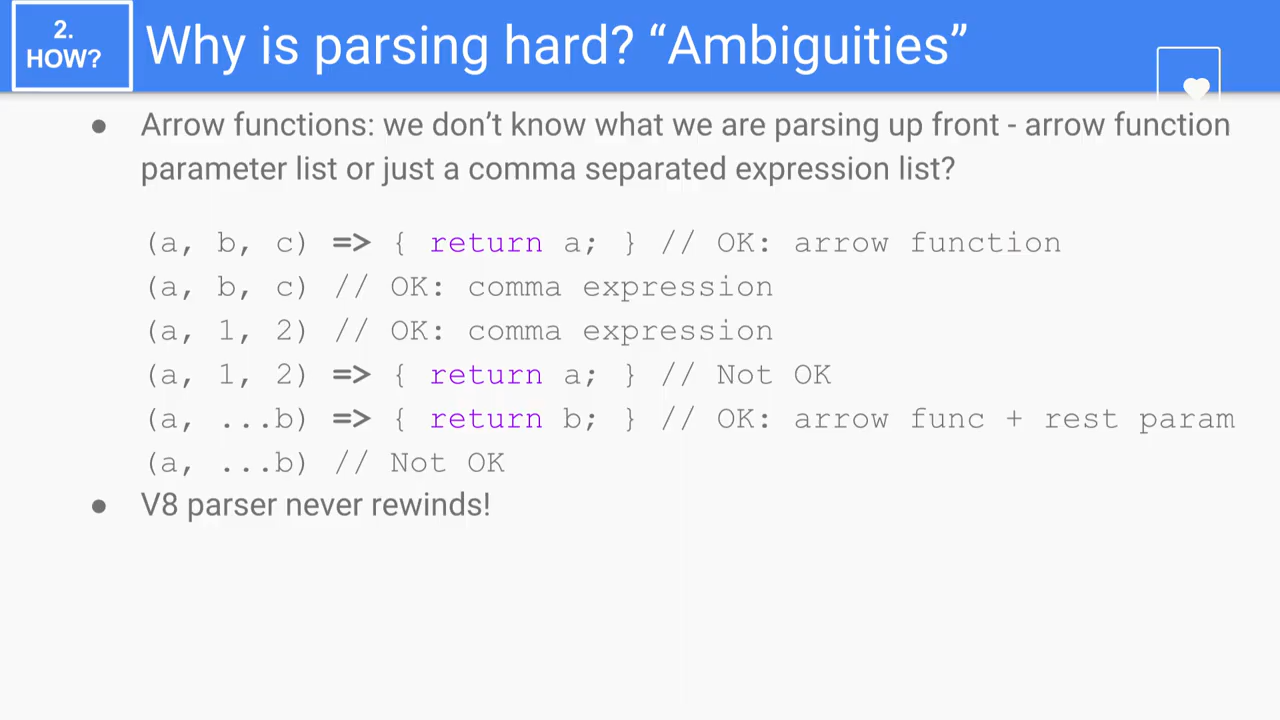 2.
HOW?
Why is parsing hard? “Ambiguities”
● Arrow functions: we don’t know what we are parsing up front - arrow function
parameter list or just a comma separated expression list?
(a, b, c) => { return a; } // OK: arrow function
(a, b, c) // OK: comma expression
(a, 1, 2) // OK: comma expression
(a, 1, 2) => { return a; } // Not OK
(a, ...b) => { return b; } // OK: arrow func + rest param
(a, ...b) // Not OK
● V8 parser never rewinds!